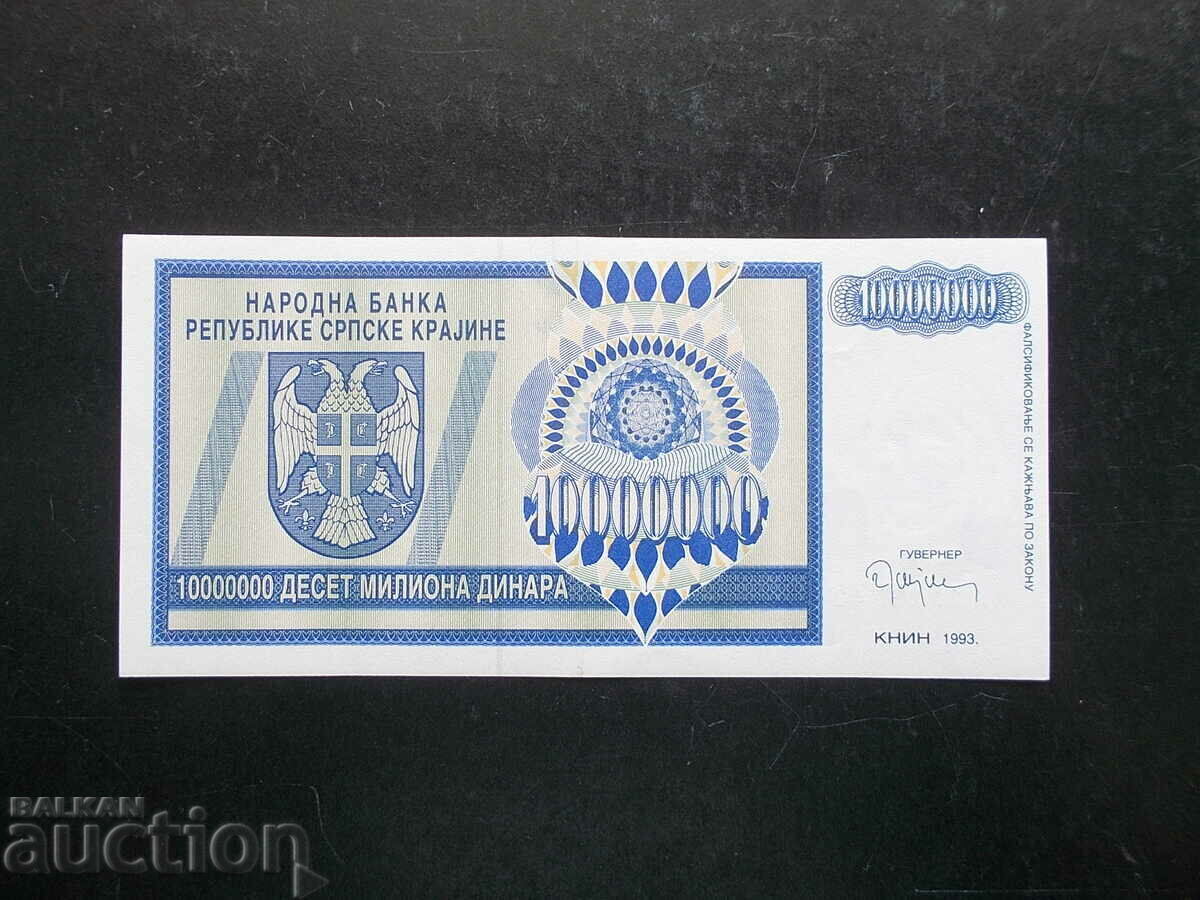 НАРОДНА БАНКА
РЕПУБЛИКЕ СРПСКЕ КРАЈИНЕ
10000000
10000000
10000000 ДЕСЕТ МИЛИОНА ДИНАРА
ФАЛСИФИКОВАЊЕ СЕ КАЖЊАВА ПО ЗАКОНУ
ГУВЕРНЕР
КНИН 1993.
BALKAN
auction